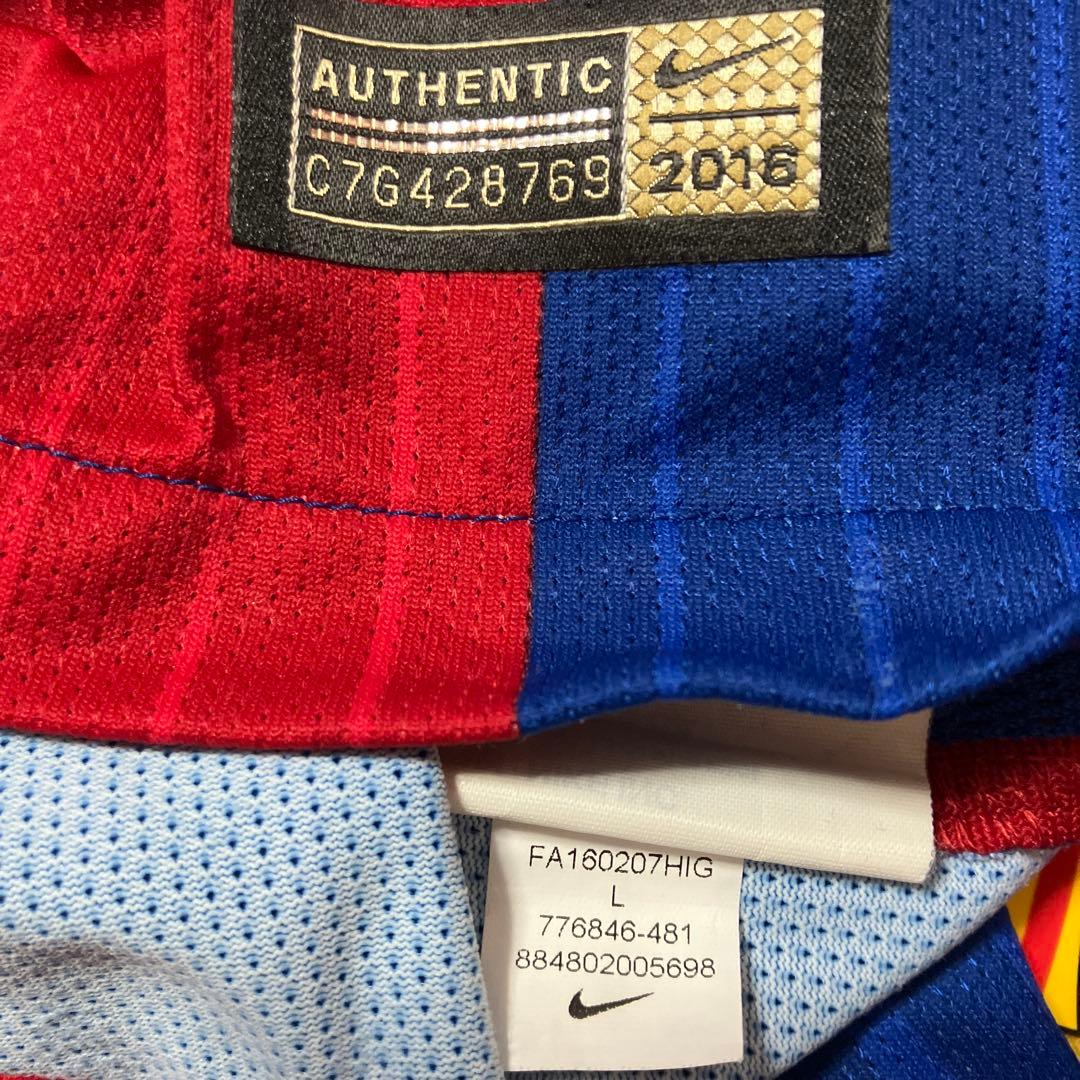 AUTHENTIC
C7G428769
2016
FA160207HIG
L
776846-481
884802005698